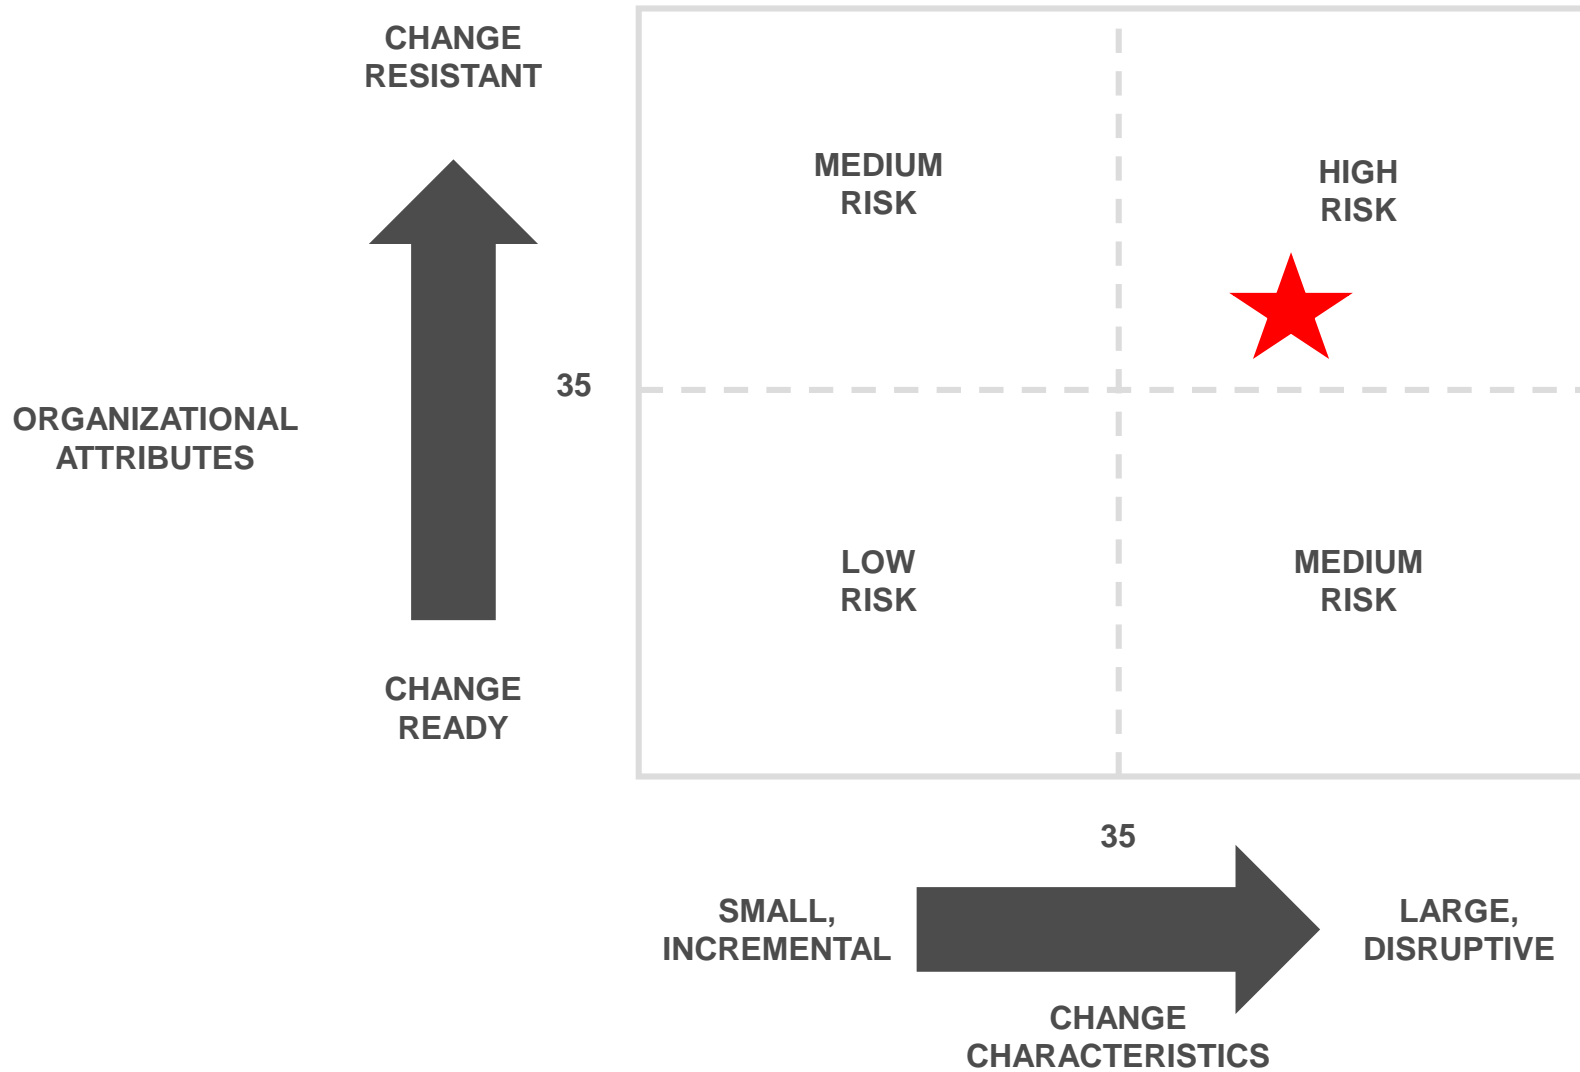 CHANGE
RESISTANT
MEDIUM
RISK
HIGH
RISK
35
ORGANIZATIONAL
ATTRIBUTES
LOW
RISK
MEDIUM
RISK
CHANGE
READY
35
SMALL,
INCREMENTAL
LARGE,
DISRUPTIVE
CHANGE
CHARACTERISTICS